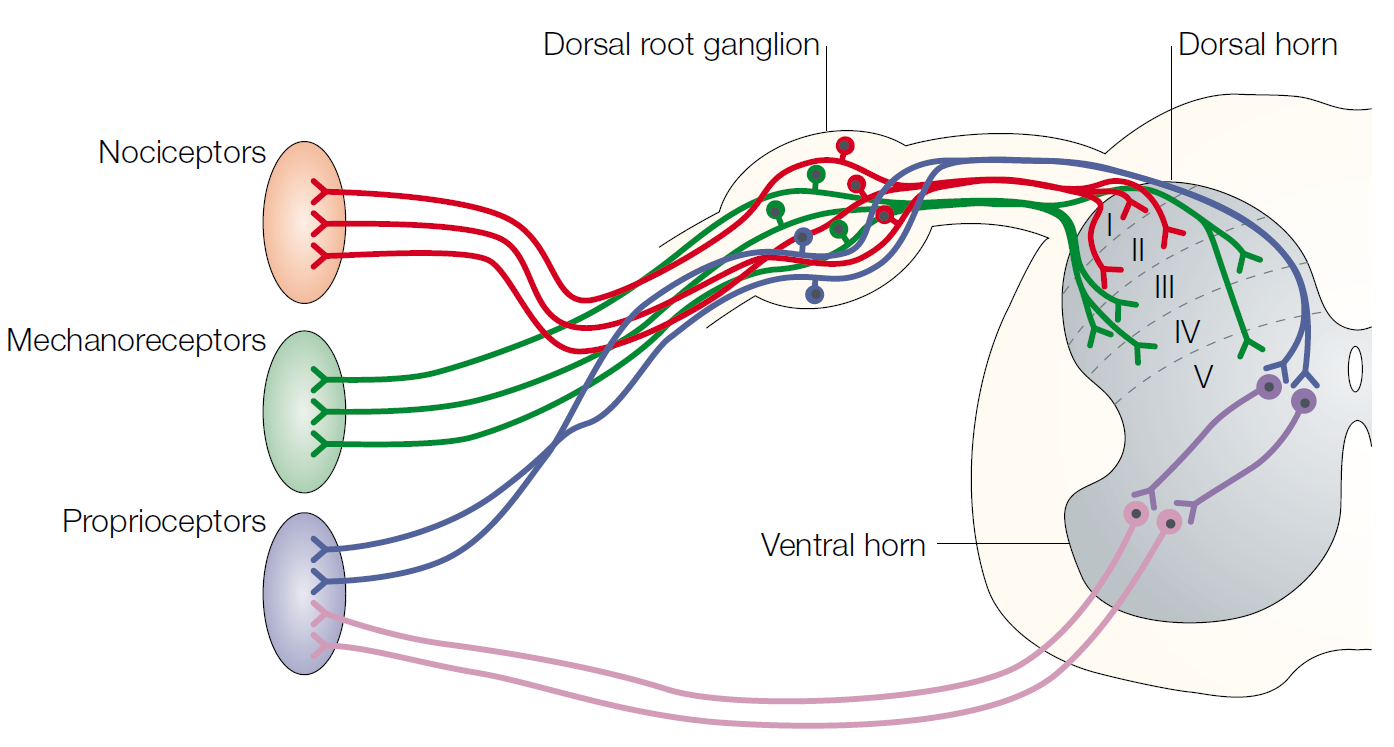 Dorsal root ganglion
Dorsal horn
Nociceptors
Mechanoreceptors
Proprioceptors
I
II
III
IV
V
Ventral horn